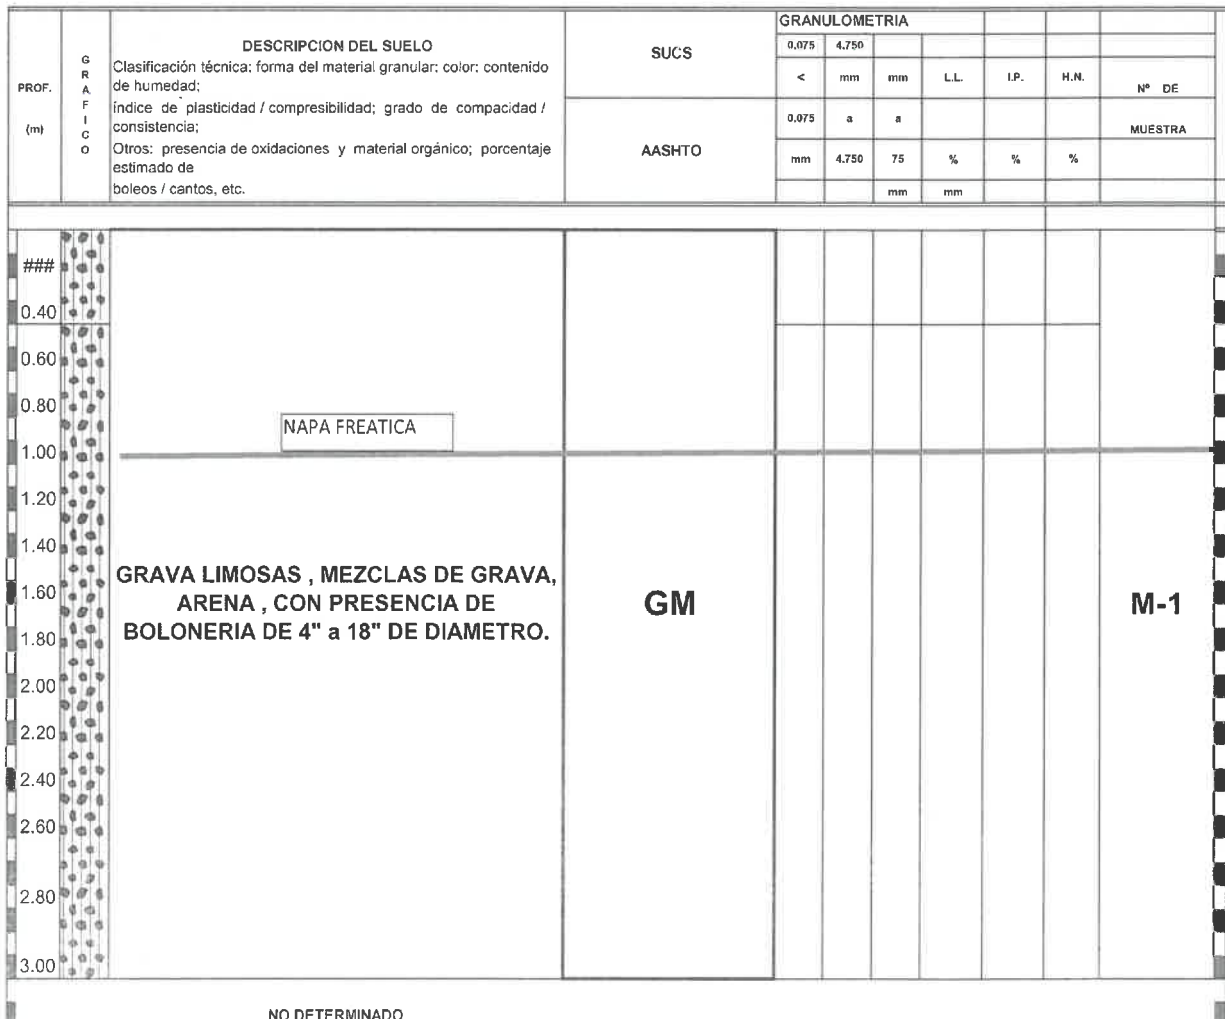 PROF.
(m)
G
R
A
F
I
C
O
DESCRIPCION DEL SUELO
Clasificación técnica; forma del material granular; color; contenido
de humedad;
índice de plasticidad / compresibilidad; grado de compacidad /
consistencia;
Otros: presencia de oxidaciones y material orgánico; porcentaje
estimado de
boleos / cantos, etc.
SUCS
AASHTO
GRANULOMETRIA
0.075 4.750
< mm mm L.L. I.P. H.N.
0.075 a a
mm 4.750 75 % % %
mm mm
Nº DE
MUESTRA
###
0.40
0.60
0.80
NAPA FREATICA
1.00
1.20
1.40
GRAVA LIMOSAS , MEZCLAS DE GRAVA,
1.60 ARENA , CON PRESENCIA DE GM M-1
BOLONERIA DE 4" a 18" DE DIAMETRO.
1.80
2.00
2.20
2.40
2.60
2.80
3.00
NO DETERMINADO